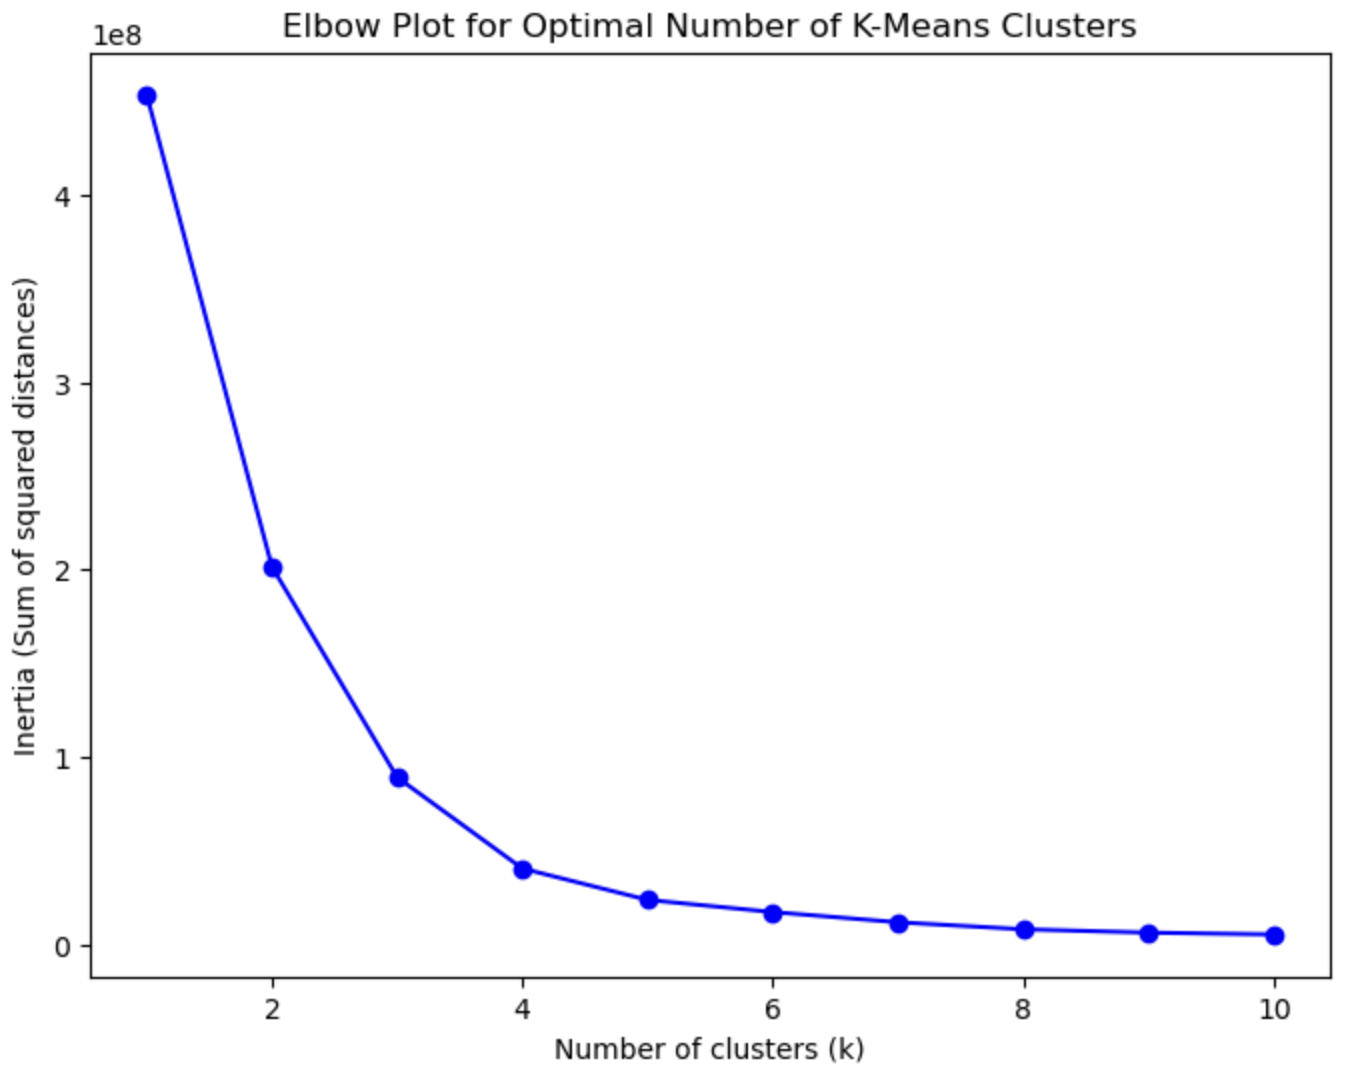 Elbow Plot for Optimal Number of K-Means Clusters
1e8
4
3
2
1
0
Inertia (Sum of squared distances)
2 4 6 8 10
Number of clusters (k)